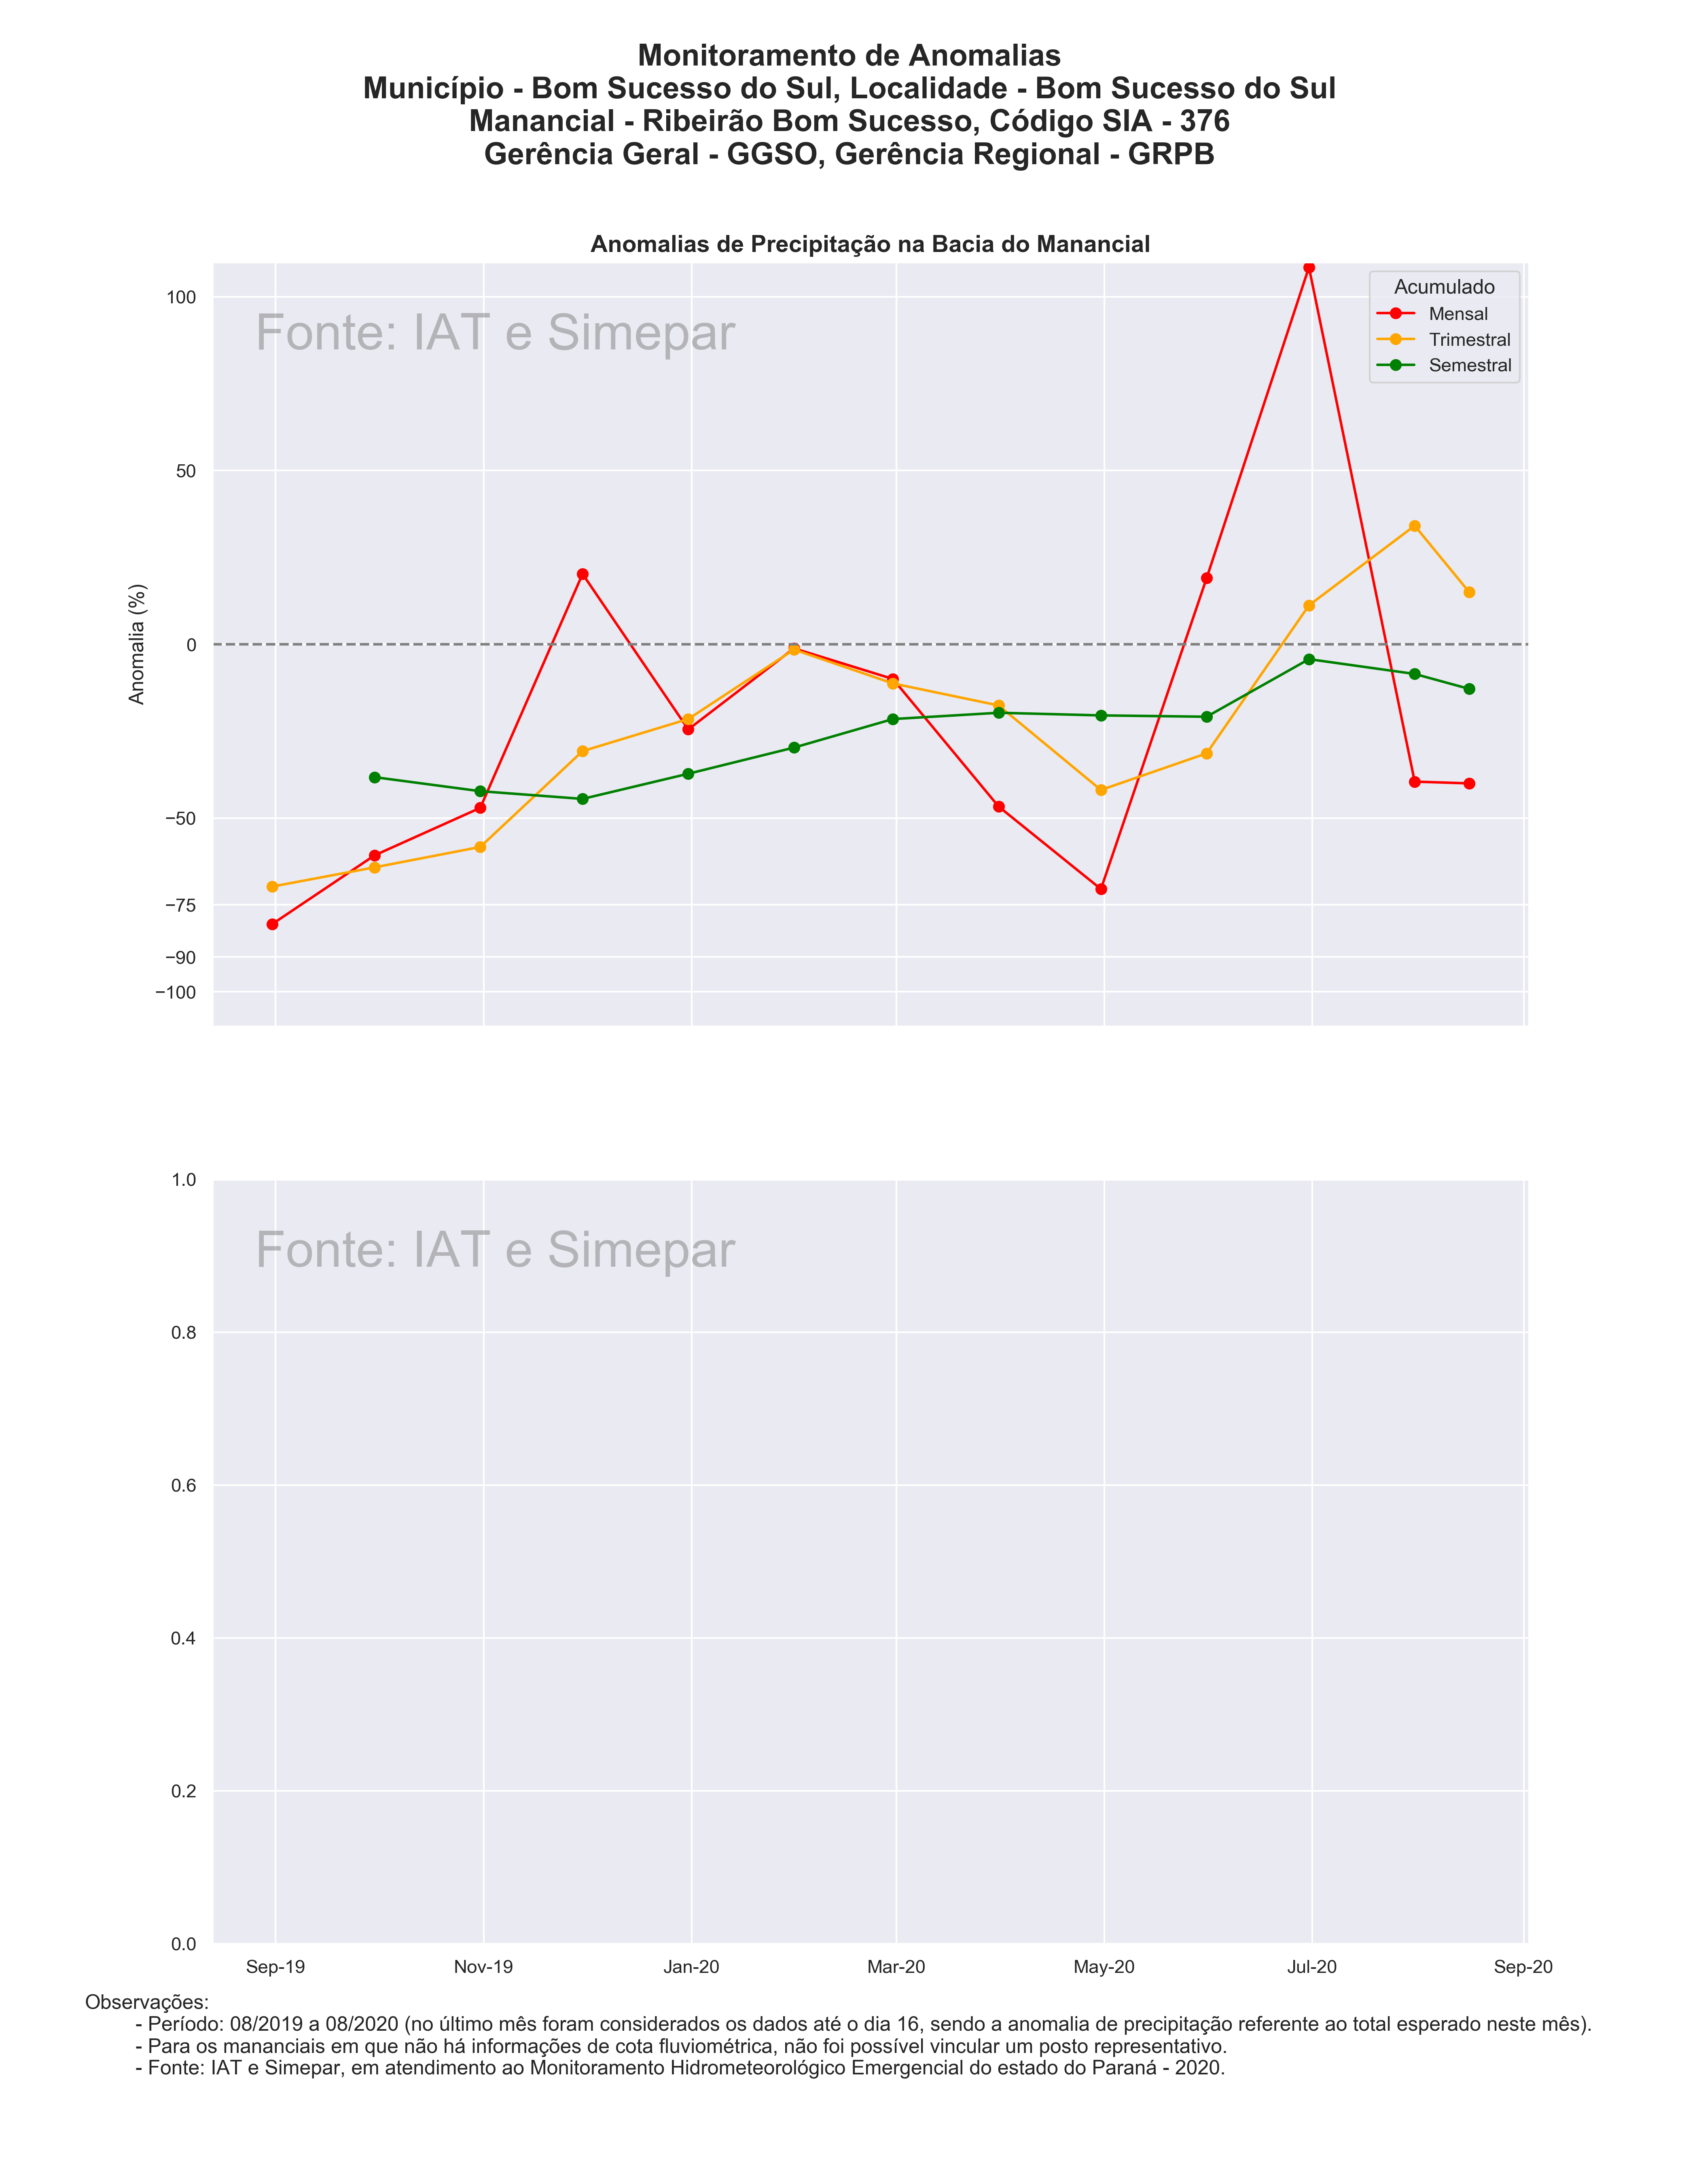 Monitoramento de Anomalias
Município - Bom Sucesso do Sul, Localidade - Bom Sucesso do Sul
Manancial - Ribeirão Bom Sucesso, Código SIA - 376
Gerência Geral - GGSO, Gerência Regional - GRPB
Anomalias de Precipitação na Bacia do Manancial
Fonte: IAT e Simepar
Acumulado
Mensal
Trimestral
Semestral
Anomalia (%)
100
50
0
−50
−75
−90
−100
Fonte: IAT e Simepar
1.0
0.8
0.6
0.4
0.2
0.0
Sep-19 Nov-19 Jan-20 Mar-20 May-20 Jul-20 Sep-20
Observações:
- Período: 08/2019 a 08/2020 (no último mês foram considerados os dados até o dia 16, sendo a anomalia de precipitação referente ao total esperado neste mês).
- Para os mananciais em que não há informações de cota fluviométrica, não foi possível vincular um posto representativo.
- Fonte: IAT e Simepar, em atendimento ao Monitoramento Hidrometeorológico Emergencial do estado do Paraná - 2020.